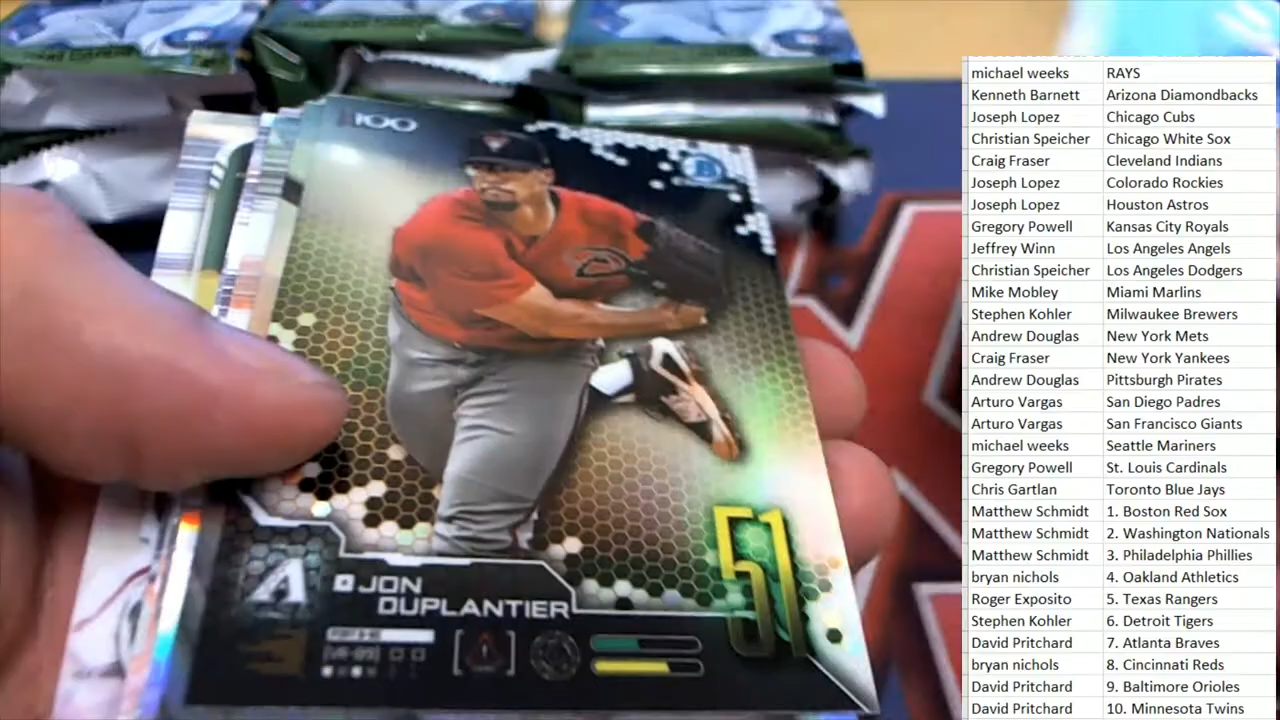 michael weeks RAYS
Kenneth Barnett Arizona Diamondbacks
Joseph Lopez Chicago Cubs
Christian Speicher Chicago White Sox
Craig Fraser Cleveland Indians
Joseph Lopez Colorado Rockies
Joseph Lopez Houston Astros
Gregory Powell Kansas City Royals
Jeffrey Winn Los Angeles Angels
Christian Speicher Los Angeles Dodgers
Mike Mobley Miami Marlins
Stephen Kohler Milwaukee Brewers
Andrew Douglas New York Mets
Craig Fraser New York Yankees
Andrew Douglas Pittsburgh Pirates
Arturo Vargas San Diego Padres
Arturo Vargas San Francisco Giants
michael weeks Seattle Mariners
Gregory Powell St. Louis Cardinals
Chris Gartlan Toronto Blue Jays
Matthew Schmidt 1. Boston Red Sox
Matthew Schmidt 2. Washington Nationals
Matthew Schmidt 3. Philadelphia Phillies
bryan nichols 4. Oakland Athletics
Roger Exposito 5. Texas Rangers
Stephen Kohler 6. Detroit Tigers
David Pritchard 7. Atlanta Braves
bryan nichols 8. Cincinnati Reds
David Pritchard 9. Baltimore Orioles
David Pritchard 10. Minnesota Twins
100
B
51
A
JON
DUPLANTIER